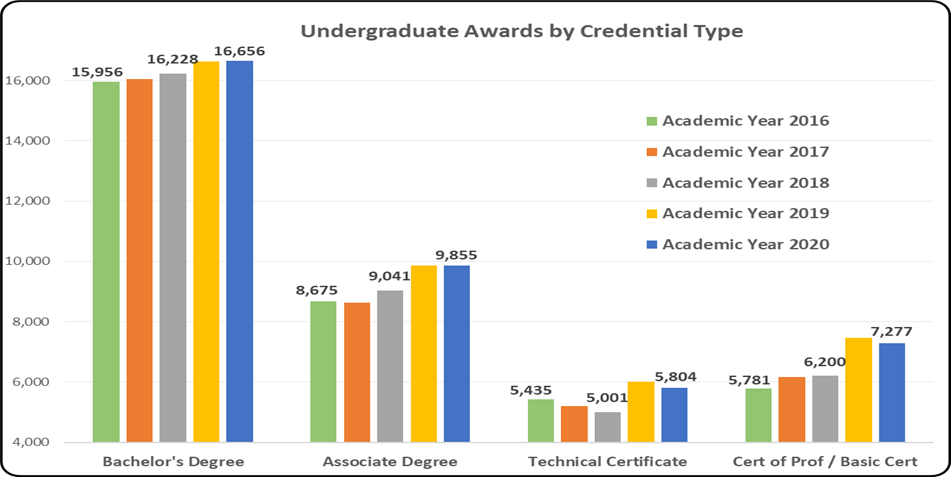 Undergraduate Awards by Credential Type
16,000
14,000
12,000
10,000
8,000
6,000
4,000
15,956
16,228
16,656
8,675
9,041
9,855
5,435
5,001
5,804
5,781
6,200
7,277
Academic Year 2016
Academic Year 2017
Academic Year 2018
Academic Year 2019
Academic Year 2020
Bachelor's Degree
Associate Degree
Technical Certificate
Cert of Prof / Basic Cert